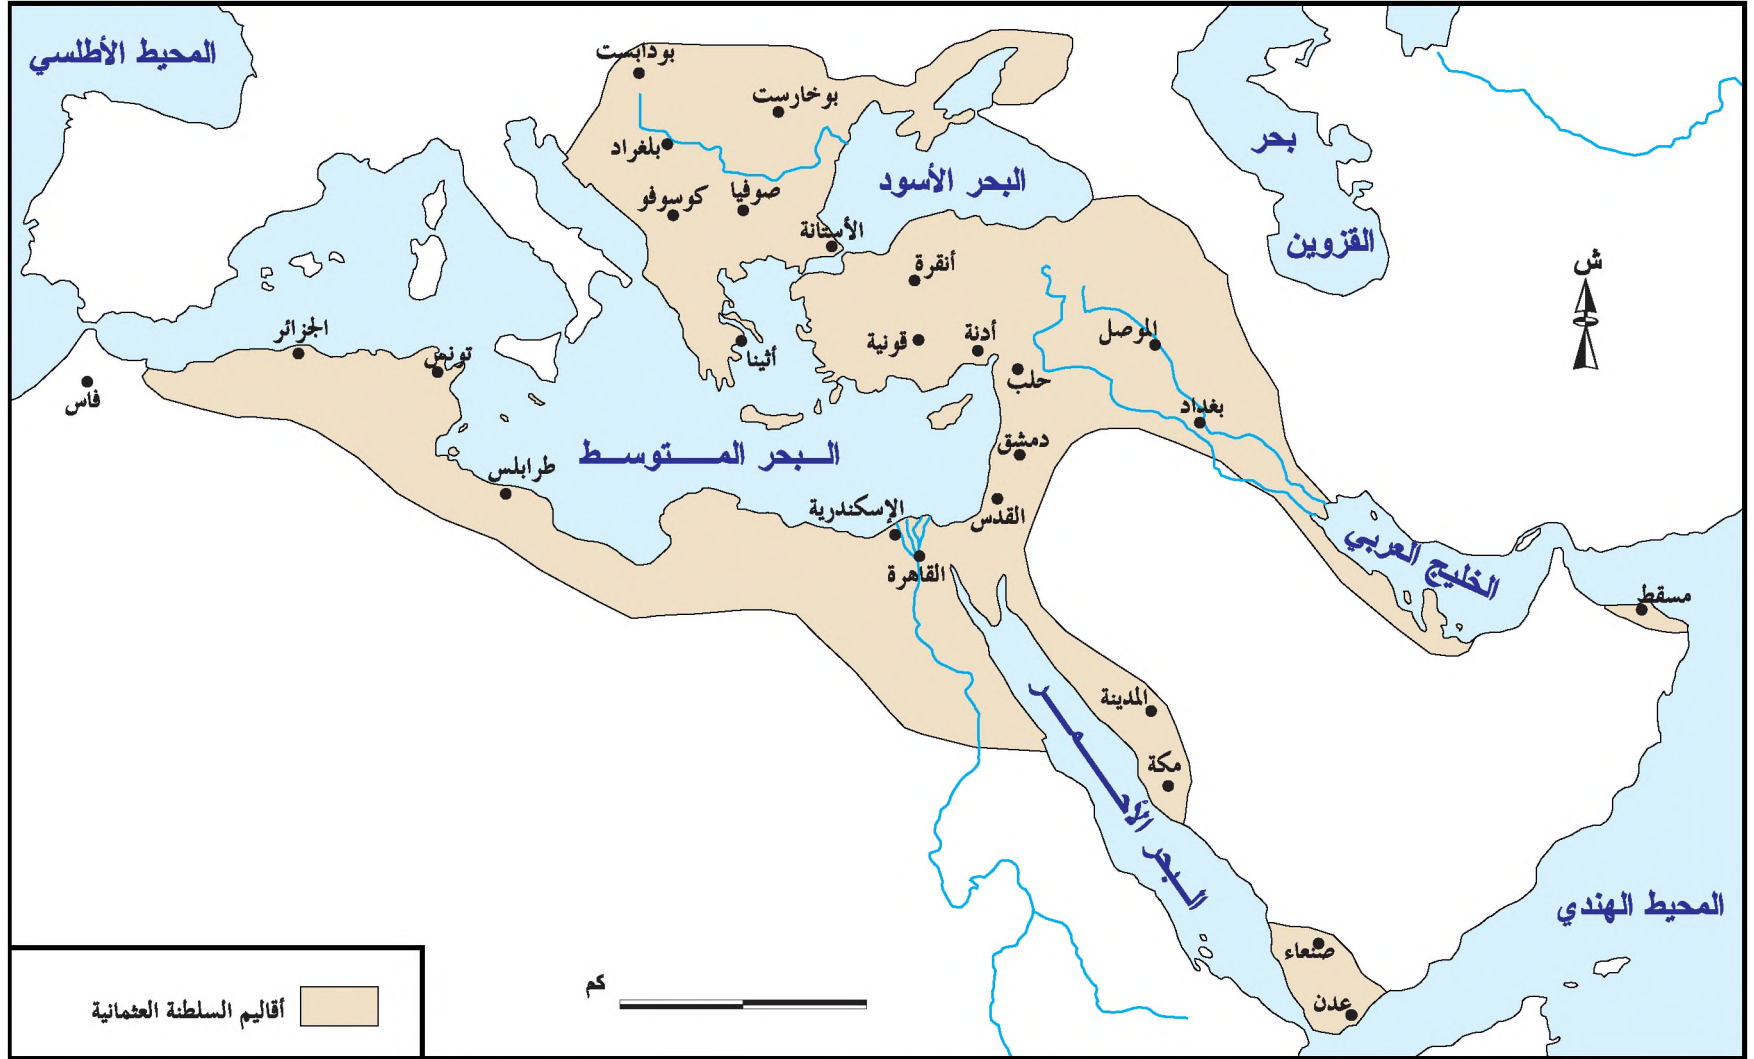 المحيط الأطلسي
بودابست
بوخارست
بلغراد
بحر
القزوين
البحر الأسود
صوفيا
كوسوفو
الأستانة
أنقرة
ش
الجزائر
تونس
فاس
أثينا
قونية
أدنة
الموصل
حلب
بغداد
دمشق
البحر المتوسط
طرابلس
الإسكندرية
القدس
القاهرة
الخليج العربي
مسقط
المدينة
مكة
البحر الأحمر
المحيط الهندي
صنعاء
عدن
كم
أقاليم السلطنة العثمانية